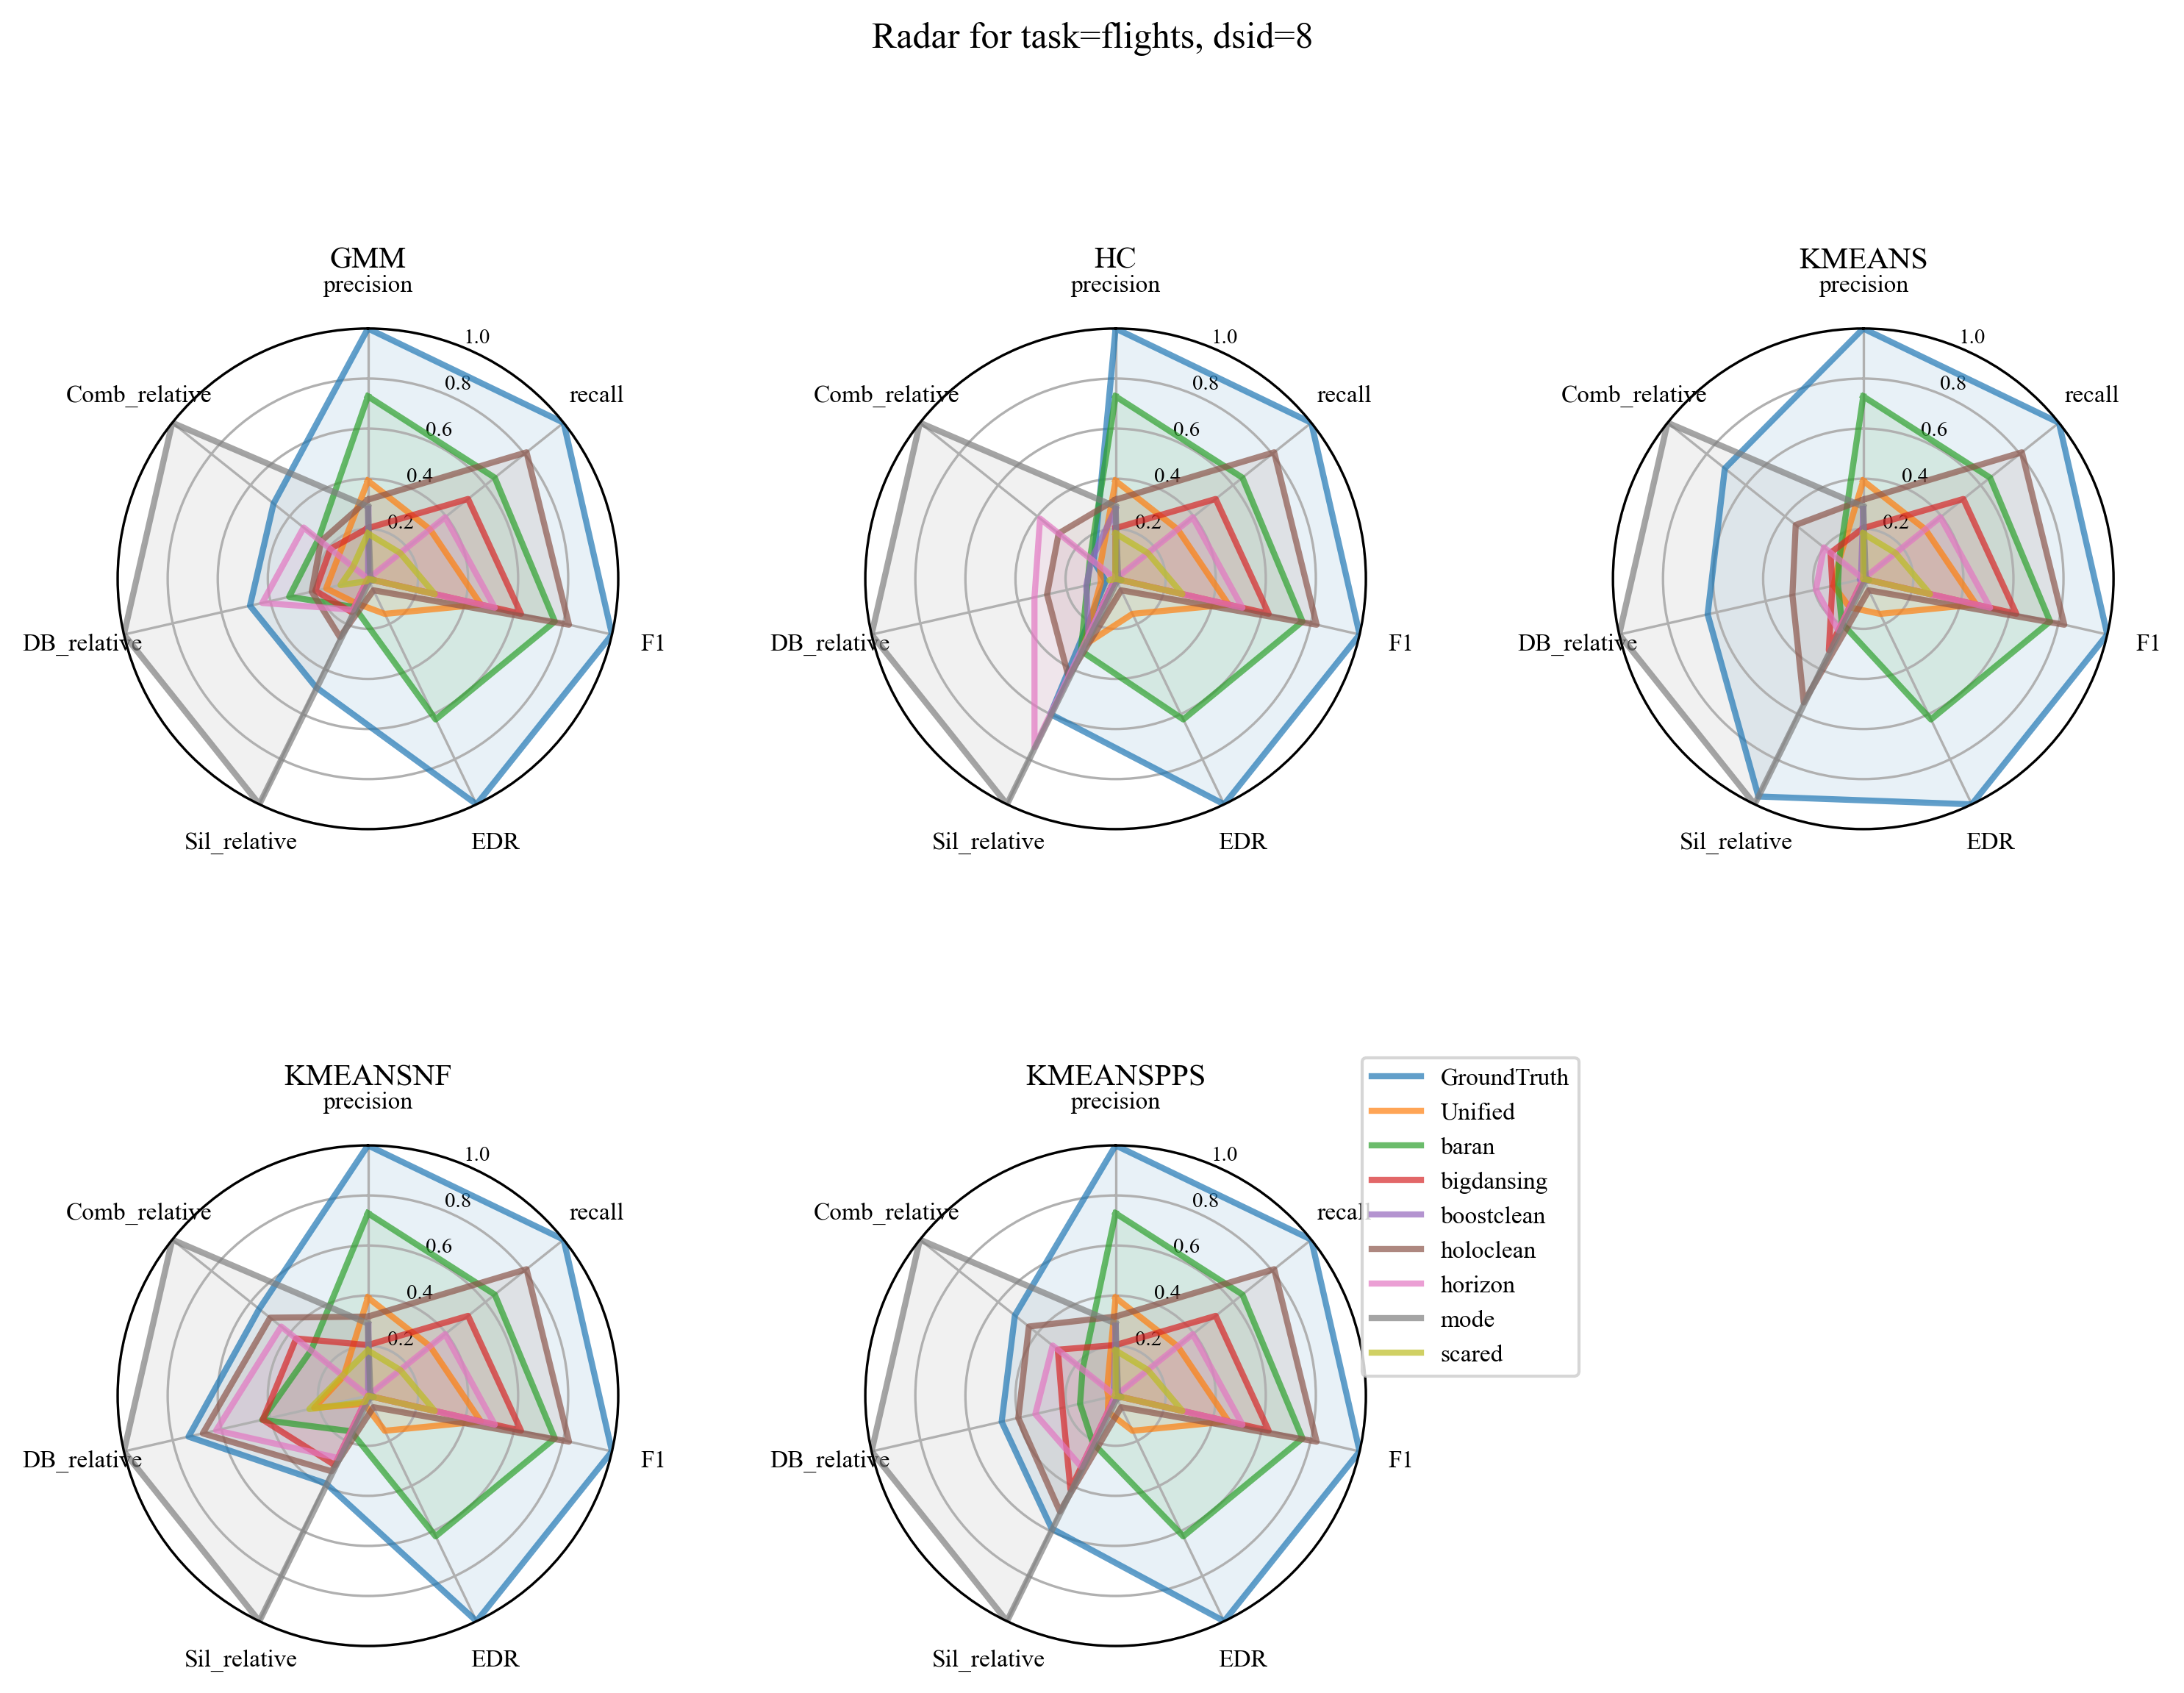 Radar for task=flights, dsid=8
GMM
precision
recall
F1
EDR
Sil_relative
DB_relative
Comb_relative
0.2
0.4
0.6
0.8
1.0
HC
precision
recall
F1
EDR
Sil_relative
DB_relative
Comb_relative
0.2
0.4
0.6
0.8
1.0
KMEANS
precision
recall
F1
EDR
Sil_relative
DB_relative
Comb_relative
0.2
0.4
0.6
0.8
1.0
KMEANSNF
precision
recall
F1
EDR
Sil_relative
DB_relative
Comb_relative
0.2
0.4
0.6
0.8
1.0
KMEANSPPS
precision
recall
F1
EDR
Sil_relative
DB_relative
Comb_relative
0.2
0.4
0.6
0.8
1.0
GroundTruth
Unified
baran
bigdansing
boostclean
holoclean
horizon
mode
scared